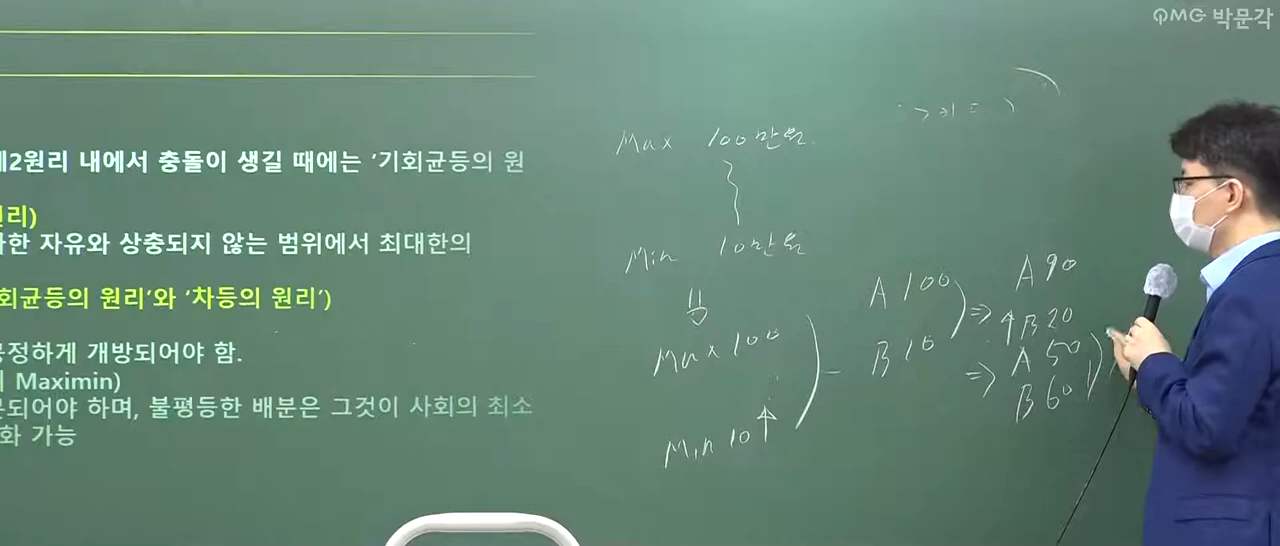 QMG 박문각
제2원리 내에서 충돌이 생길 때에는 '기회균등의 원
리)
한 자유와 상충되지 않는 범위에서 최대한의
회균등의 원리'와 '차등의 원리')
공정하게 개방되어야 함.
Maximin)
되어야 하며, 불평등한 배분은 그것이 사회의 최소
화 가능
Max 100만원
Min 10만원
⇓
Max 100
Min 10 ↑
A 100
B 10
⇒ A 90
↑ B 20
⇒ A 50
B 60